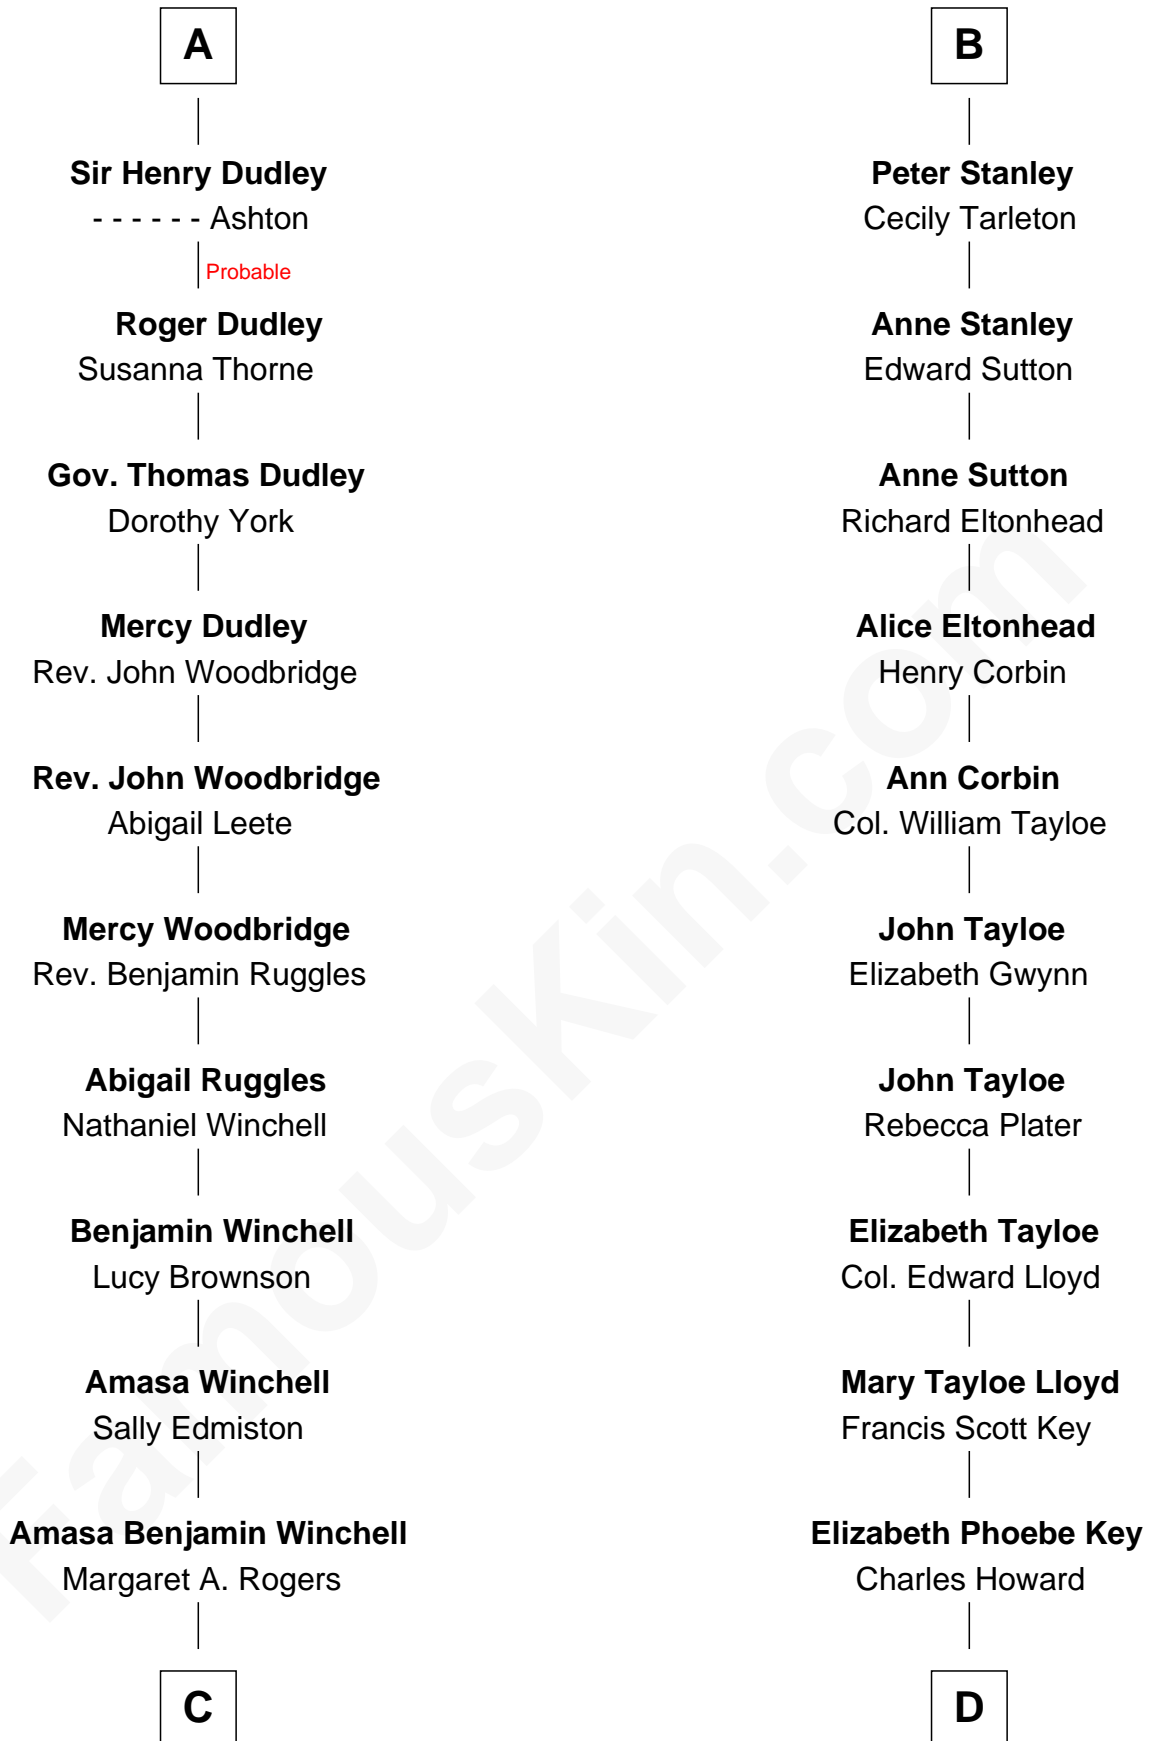 A
Sir Henry Dudley
- - - - - - Ashton
Probable
Roger Dudley
Susanna Thorne
Gov. Thomas Dudley
Dorothy York
Mercy Dudley
Rev. John Woodbridge
Rev. John Woodbridge
Abigail Leete
Mercy Woodbridge
Rev. Benjamin Ruggles
Abigail Ruggles
Nathaniel Winchell
Benjamin Winchell
Lucy Brownson
Amasa Winchell
Sally Edmiston
Amasa Benjamin Winchell
Margaret A. Rogers
C
B
Peter Stanley
Cecily Tarleton
Anne Stanley
Edward Sutton
Anne Sutton
Richard Eltonhead
Alice Eltonhead
Henry Corbin
Ann Corbin
Col. William Tayloe
John Tayloe
Elizabeth Gwynn
John Tayloe
Rebecca Plater
Elizabeth Tayloe
Col. Edward Lloyd
Mary Tayloe Lloyd
Francis Scott Key
Elizabeth Phoebe Key
Charles Howard
D
FamousKin.com